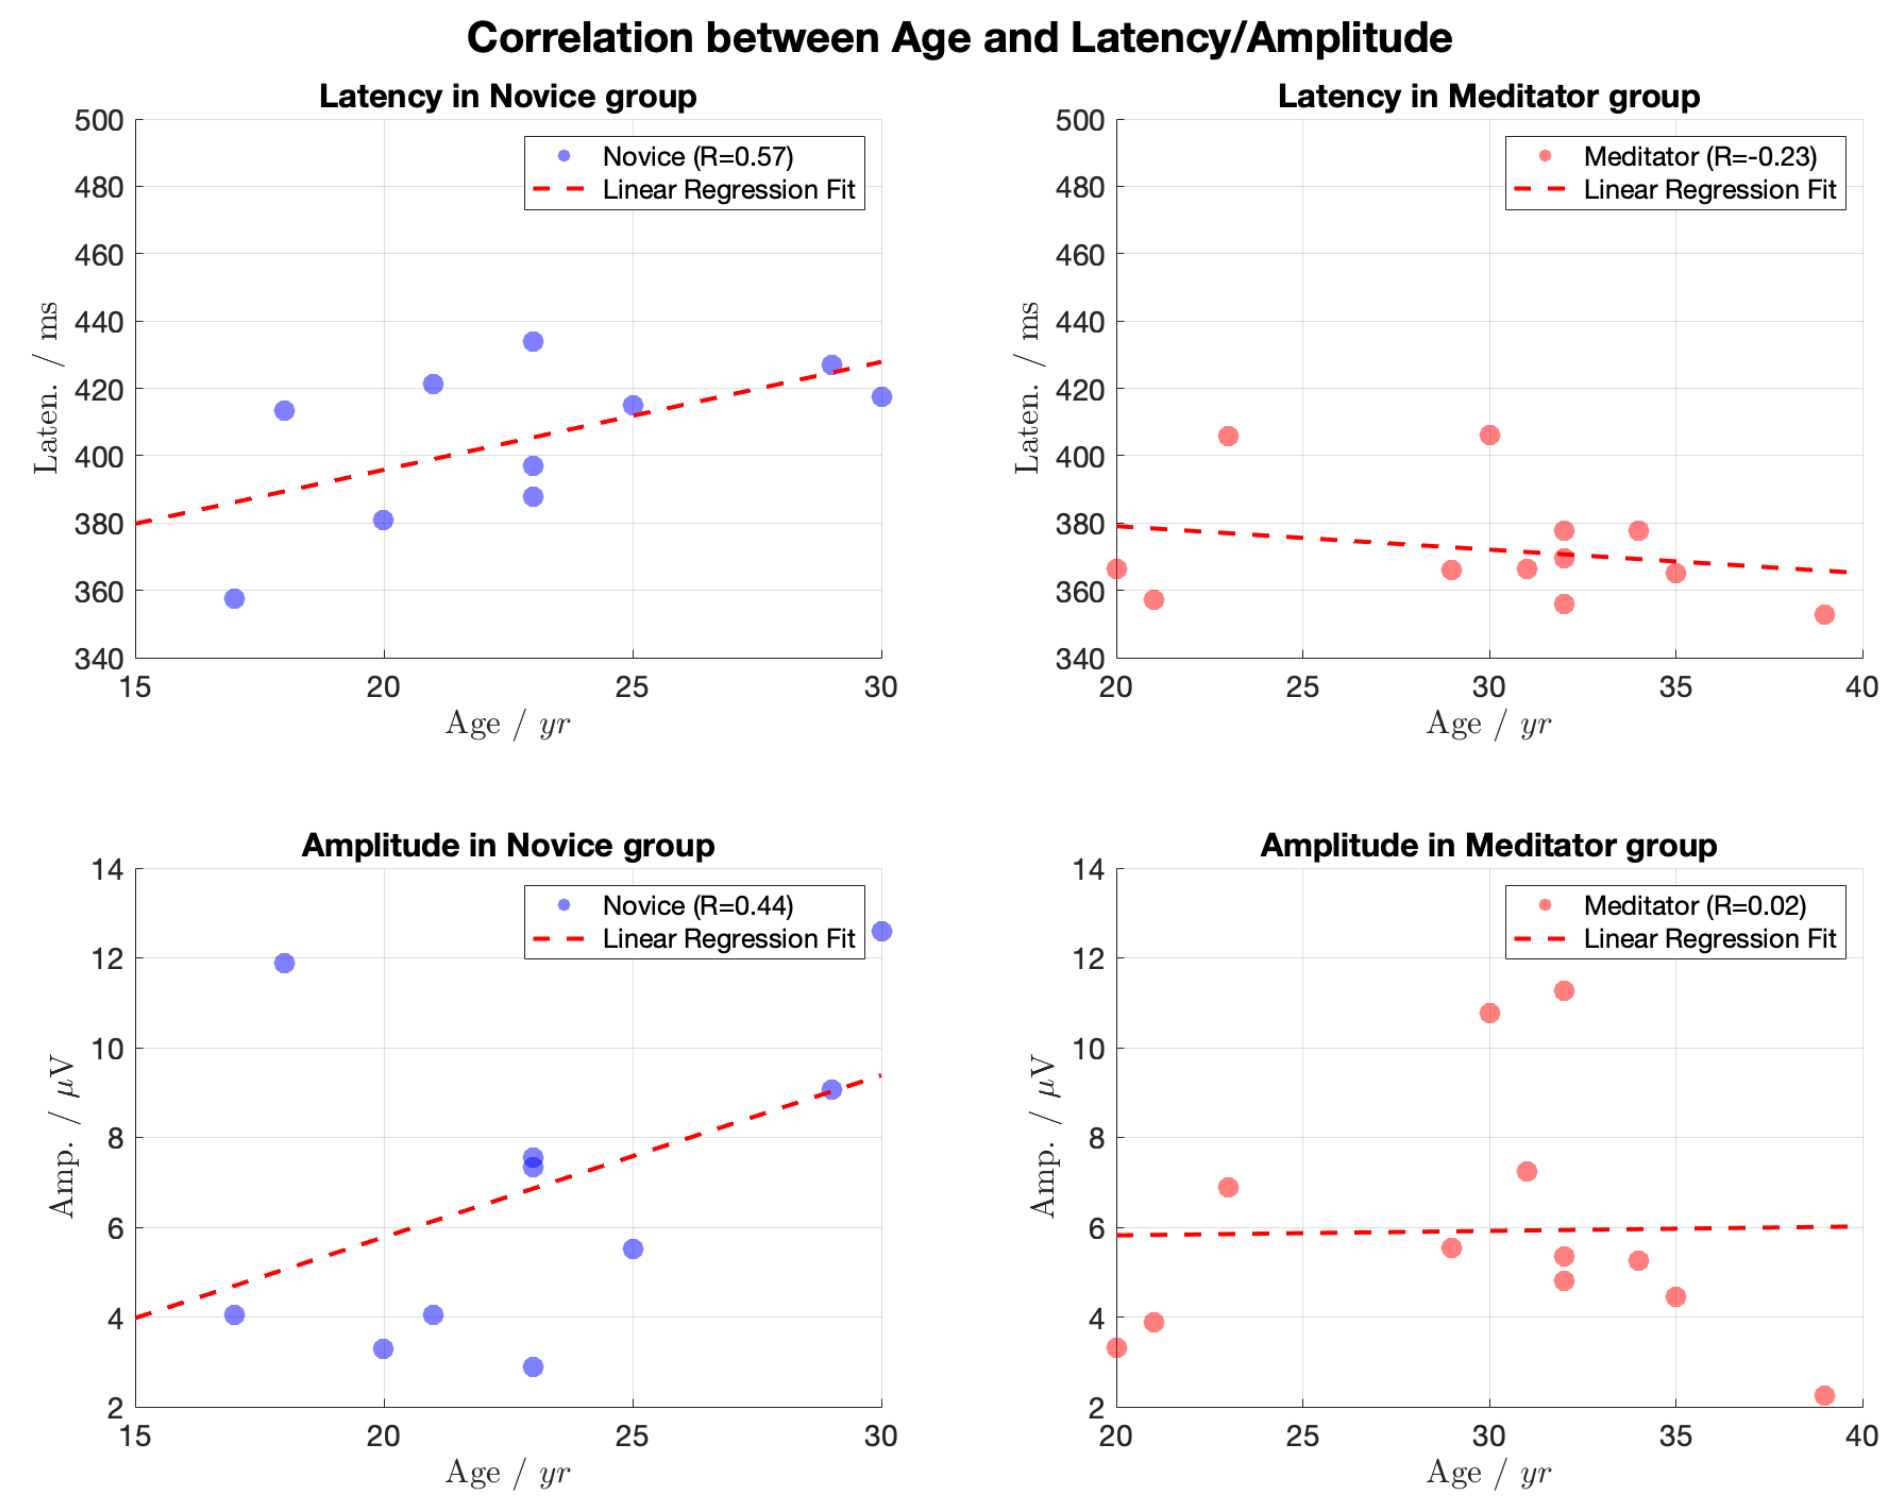 Correlation between Age and Latency/Amplitude
Latency in Novice group
500
480
460
440
420
400
380
360
340
15 20 25 30
Laten. / ms
Age / yr
Novice (R=0.57)
Linear Regression Fit
Latency in Meditator group
500
480
460
440
420
400
380
360
340
20 25 30 35 40
Laten. / ms
Age / yr
Meditator (R=-0.23)
Linear Regression Fit
Amplitude in Novice group
14
12
10
8
6
4
2
15 20 25 30
Amp. / μV
Age / yr
Novice (R=0.44)
Linear Regression Fit
Amplitude in Meditator group
14
12
10
8
6
4
2
20 25 30 35 40
Amp. / μV
Age / yr
Meditator (R=0.02)
Linear Regression Fit